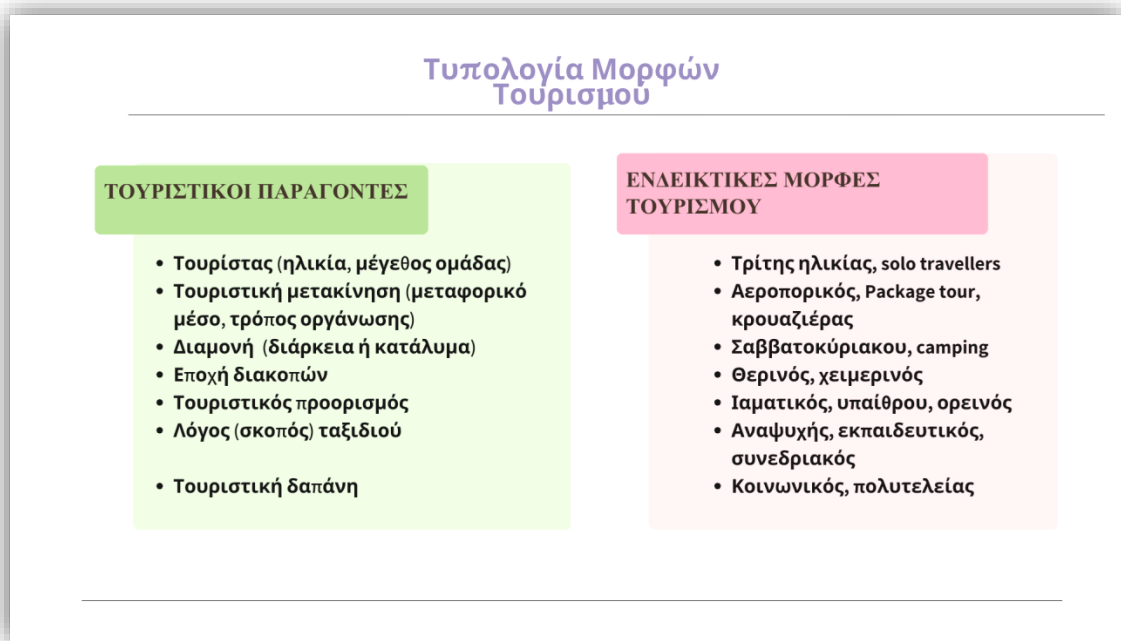 Τυπολογία Μορφών
Τουρισμού
ΤΟΥΡΙΣΤΙΚΟΙ ΠΑΡΑΓΟΝΤΕΣ
• Τουρίστας (ηλικία, μέγεθος ομάδας)
• Τουριστική μετακίνηση (μεταφορικό
μέσο, τρόπος οργάνωσης)
• Διαμονή (διάρκεια ή κατάλυμα)
• Εποχή διακοπών
• Τουριστικός προορισμός
• Λόγος (σκοπός) ταξιδιού
• Τουριστική δαπάνη
ΕΝΔΕΙΚΤΙΚΕΣ ΜΟΡΦΕΣ
ΤΟΥΡΙΣΜΟΥ
• Τρίτης ηλικίας, solo travellers
• Αεροπορικός, Package tour,
κρουαζιέρας
• Σαββατοκύριακου, camping
• Θερινός, χειμερινός
• Ιαματικός, υπαίθρου, ορεινός
• Αναψυχής, εκπαιδευτικός,
συνεδριακός
• Κοινωνικός, πολυτελείας